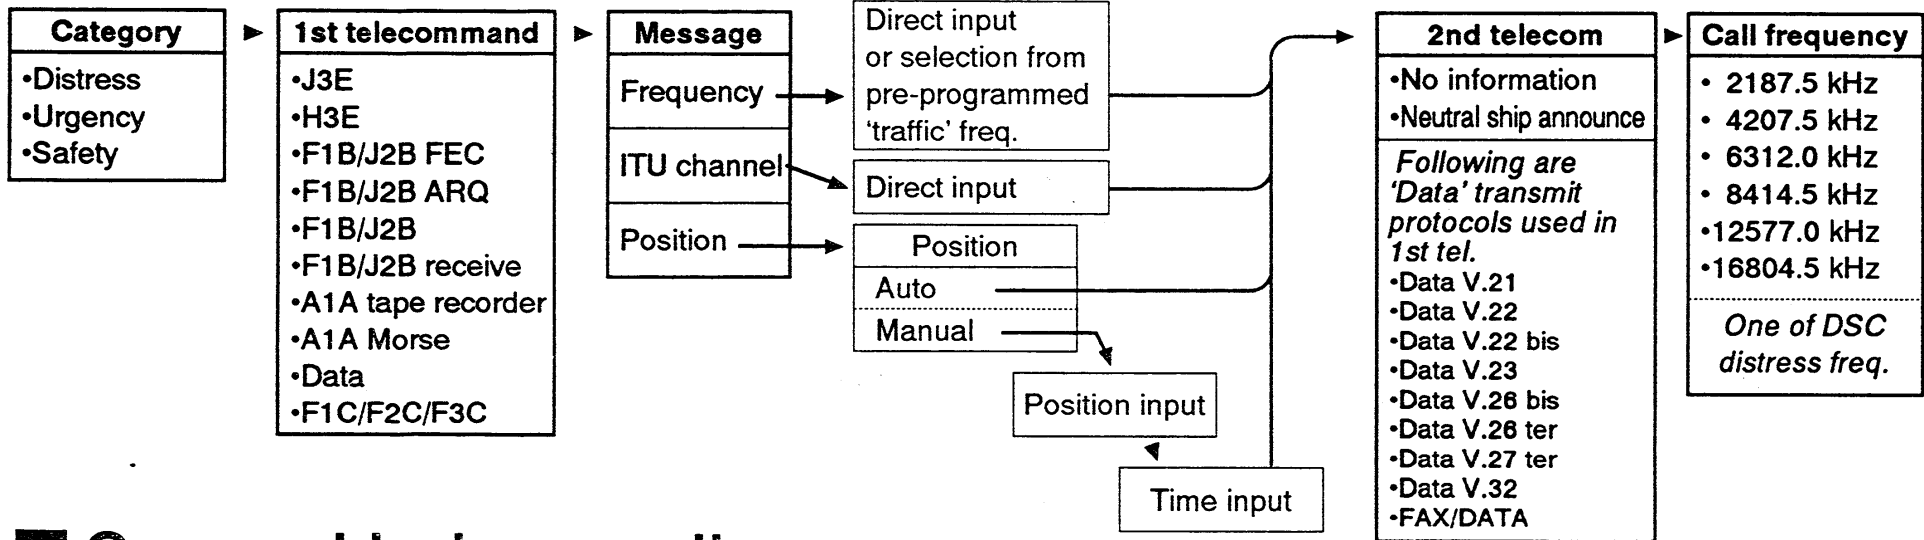 Category
•Distress
•Urgency
•Safety
1st telecommand
•J3E
•H3E
•F1B/J2B FEC
•F1B/J2B ARQ
•F1B/J2B
•F1B/J2B receive
•A1A tape recorder
•A1A Morse
•Data
•F1C/F2C/F3C
Message
Frequency
ITU channel
Position
Direct input
or selection from
pre-programmed
'traffic' freq.
Direct input
Position
Auto
Manual
Position input
Time input
2nd telecom
•No information
•Neutral ship announce
Following are
'Data' transmit
protocols used in
1st tel.
•Data V.21
•Data V.22
•Data V.22 bis
•Data V.23
•Data V.26 bis
•Data V.26 ter
•Data V.27 ter
•Data V.32
•FAX/DATA
Call frequency
• 2187.5 kHz
• 4207.5 kHz
• 6312.0 kHz
• 8414.5 kHz
•12577.0 kHz
•16804.5 kHz
One of DSC
distress freq.